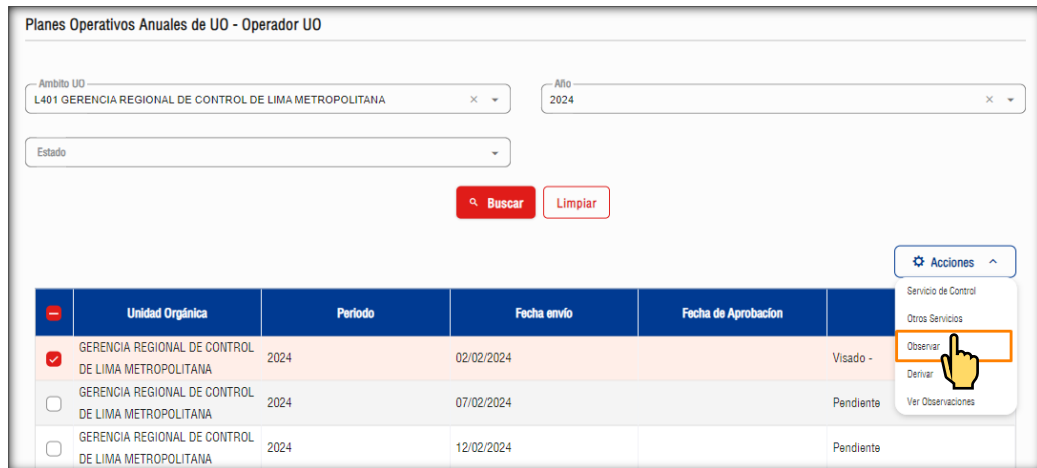 Planes Operativos Anuales de UO - Operador UO
Ambito UO
L401 GERENCIA REGIONAL DE CONTROL DE LIMA METROPOLITANA
Año
2024
Estado
Buscar
Limpiar
Acciones
Servicio de Control
Otros Servicios
Observar
Derivar
Ver Observaciones
Unidad Orgánica
Periodo
Fecha envío
Fecha de Aprobacíon
GERENCIA REGIONAL DE CONTROL
DE LIMA METROPOLITANA
2024
02/02/2024
Visado -
GERENCIA REGIONAL DE CONTROL
DE LIMA METROPOLITANA
2024
07/02/2024
Pendiente
GERENCIA REGIONAL DE CONTROL
DE LIMA METROPOLITANA
2024
12/02/2024
Pendiente